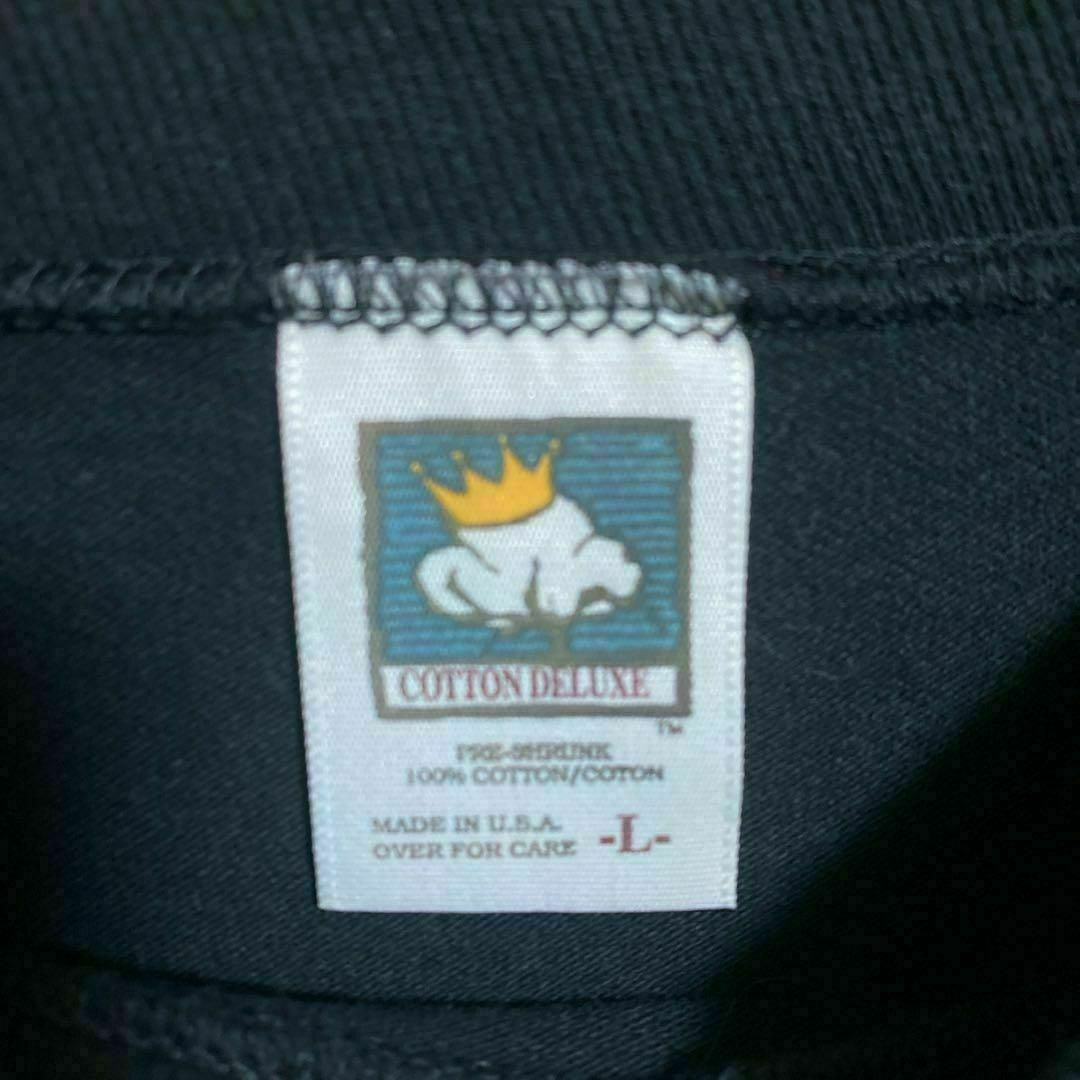 COTTON DELUXE
TM
PRE-SHRUNK
100% COTTON/COTON
MADE IN U.S.A.
OVER FOR CARE
-L-